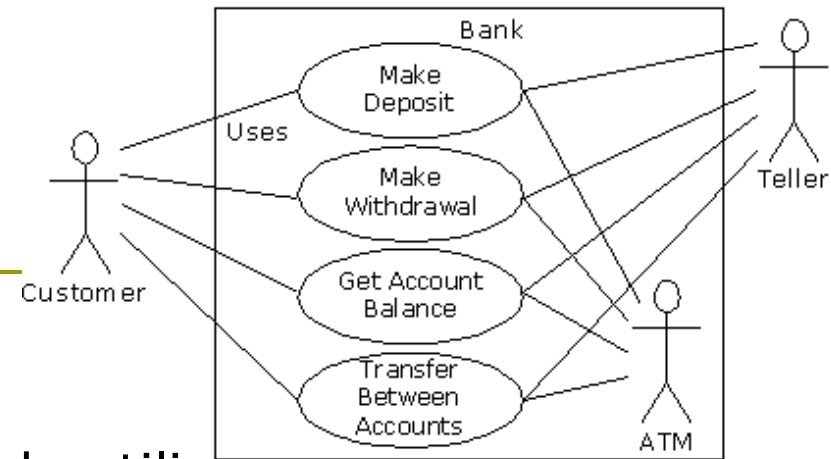 Bank
Make
Deposit
Uses
Make
Withdrawal
Teller
Get Account
Balance
Customer
Transfer
Between
Accounts
ATM